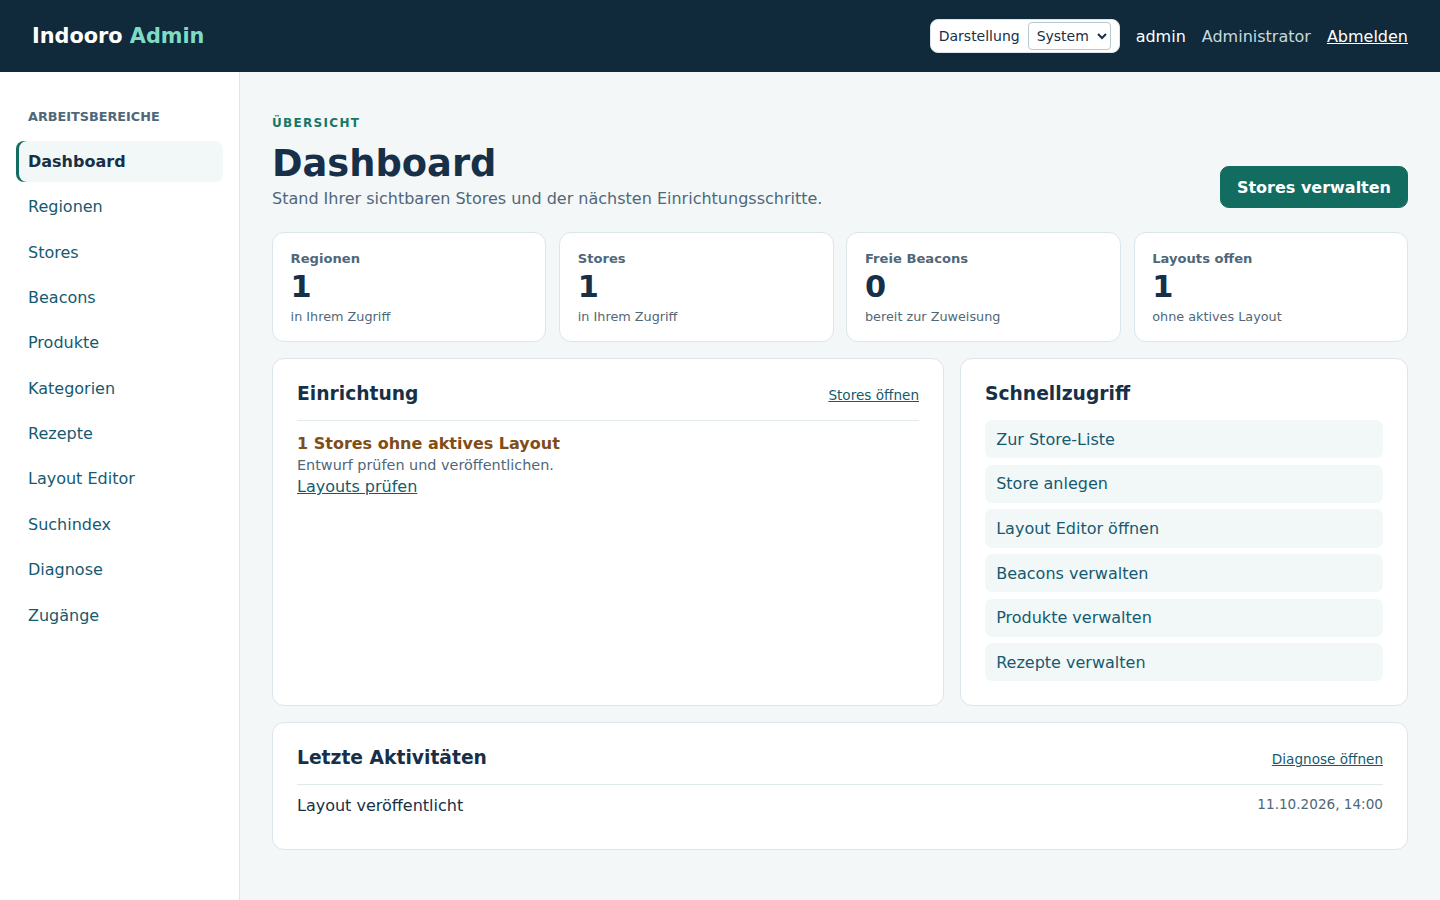 Indooro Admin
Darstellung System admin Administrator Abmelden
ARBEITSBEREICHE
Dashboard
Regionen
Stores
Beacons
Produkte
Kategorien
Rezepte
Layout Editor
Suchindex
Diagnose
Zugänge
ÜBERSICHT
Dashboard
Stand Ihrer sichtbaren Stores und der nächsten Einrichtungsschritte.
Stores verwalten
Regionen
1
in Ihrem Zugriff
Stores
1
in Ihrem Zugriff
Freie Beacons
0
bereit zur Zuweisung
Layouts offen
1
ohne aktives Layout
Einrichtung
Stores öffnen
1 Stores ohne aktives Layout
Entwurf prüfen und veröffentlichen.
Layouts prüfen
Schnellzugriff
Zur Store-Liste
Store anlegen
Layout Editor öffnen
Beacons verwalten
Produkte verwalten
Rezepte verwalten
Letzte Aktivitäten
Diagnose öffnen
Layout veröffentlicht
11.10.2026, 14:00